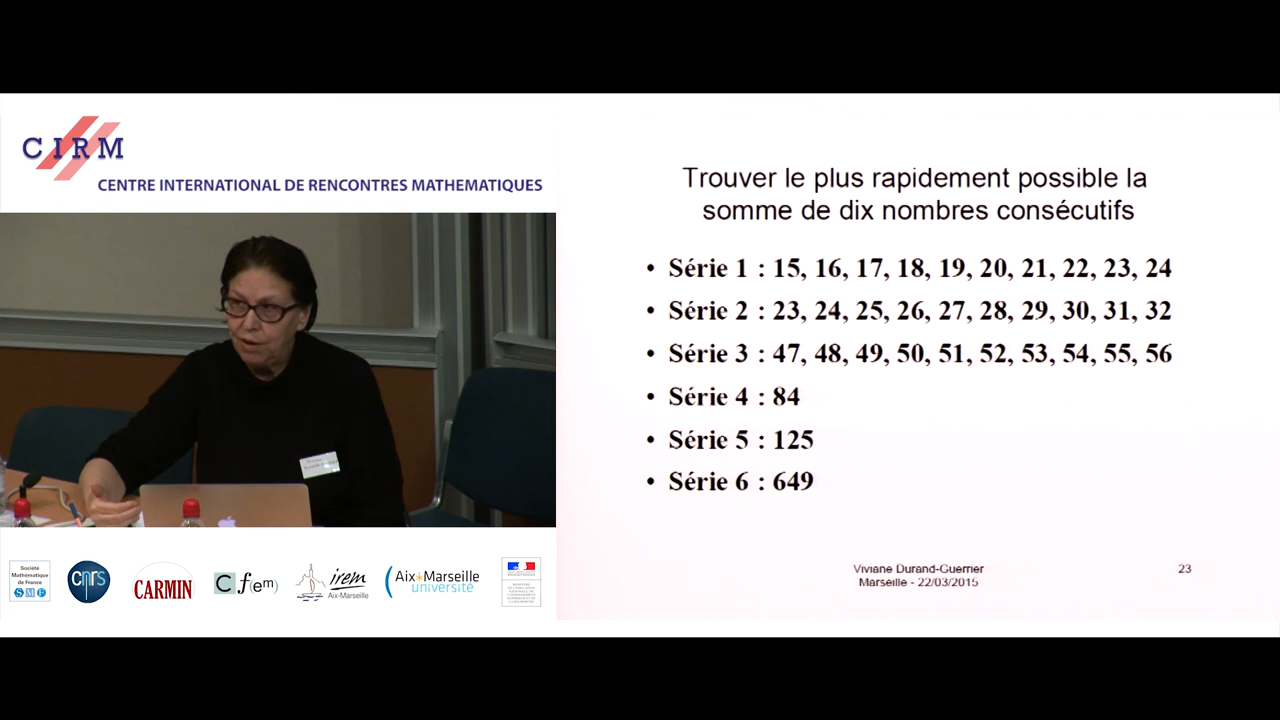 CIRM
CENTRE INTERNATIONAL DE RENCONTRES MATHEMATIQUES
Trouver le plus rapidement possible la
somme de dix nombres consécutifs
• Série 1 : 15, 16, 17, 18, 19, 20, 21, 22, 23, 24
• Série 2 : 23, 24, 25, 26, 27, 28, 29, 30, 31, 32
• Série 3 : 47, 48, 49, 50, 51, 52, 53, 54, 55, 56
• Série 4 : 84
• Série 5 : 125
• Série 6 : 649
Viviane Durand-Guerrier
Marseille - 22/03/2015
23
Société
Mathématique
de France
SMF
cnrs
CARMIN
Cf(em)
irem
Aix-Marseille
Aix*Marseille
université